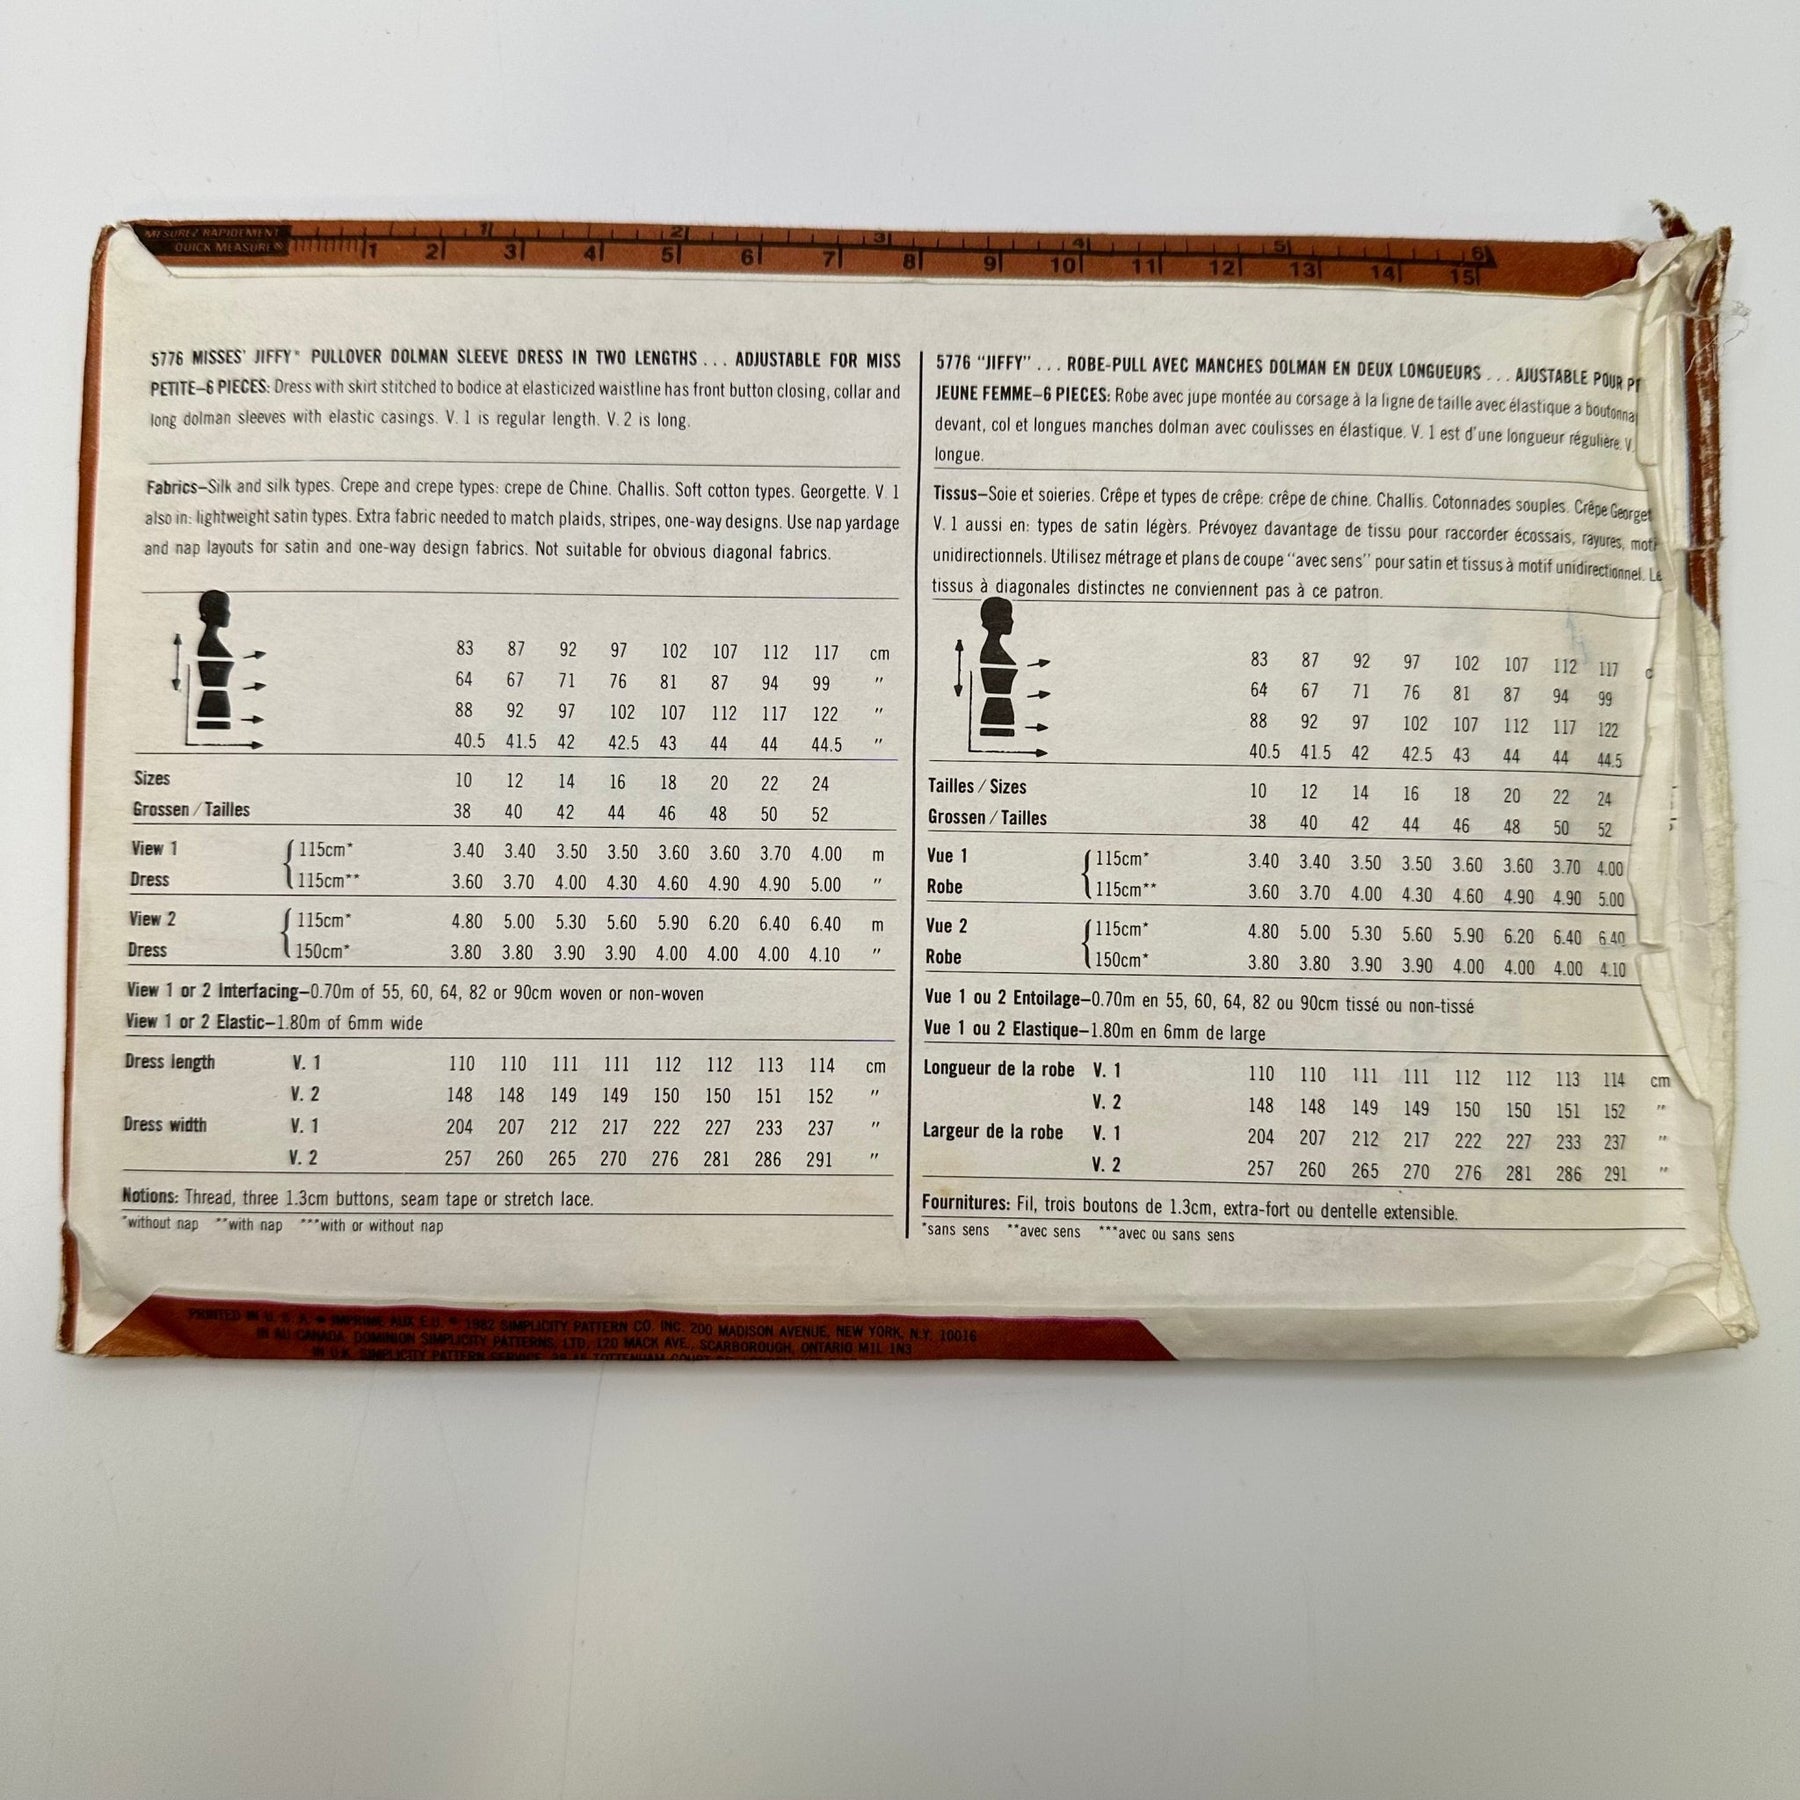 MESUREZ RAPIDEMENT
QUICK MEASURE®
1 2 3 4 5 6
1 2 3 4 5 6 7 8 9 10 11 12 13 14 15
5776 MISSES' JIFFY* PULLOVER DOLMAN SLEEVE DRESS IN TWO LENGTHS . . . ADJUSTABLE FOR MISS
PETITE–6 PIECES: Dress with skirt stitched to bodice at elasticized waistline has front button closing, collar and
long dolman sleeves with elastic casings. V. 1 is regular length. V. 2 is long.
Fabrics–Silk and silk types. Crepe and crepe types: crepe de Chine. Challis. Soft cotton types. Georgette. V. 1
also in: lightweight satin types. Extra fabric needed to match plaids, stripes, one-way designs. Use nap yardage
and nap layouts for satin and one-way design fabrics. Not suitable for obvious diagonal fabrics.
83 87 92 97 102 107 112 117 cm
64 67 71 76 81 87 94 99 "
88 92 97 102 107 112 117 122 "
40.5 41.5 42 42.5 43 44 44 44.5 "
Sizes 10 12 14 16 18 20 22 24
Grossen / Tailles 38 40 42 44 46 48 50 52
View 1 115cm* 3.40 3.40 3.50 3.50 3.60 3.60 3.70 4.00 m
Dress 115cm** 3.60 3.70 4.00 4.30 4.60 4.90 4.90 5.00 "
View 2 115cm* 4.80 5.00 5.30 5.60 5.90 6.20 6.40 6.40 m
Dress 150cm* 3.80 3.80 3.90 3.90 4.00 4.00 4.00 4.10 "
View 1 or 2 Interfacing–0.70m of 55, 60, 64, 82 or 90cm woven or non-woven
View 1 or 2 Elastic–1.80m of 6mm wide
Dress length V. 1 110 110 111 111 112 112 113 114 cm
V. 2 148 148 149 149 150 150 151 152 "
Dress width V. 1 204 207 212 217 222 227 233 237 "
V. 2 257 260 265 270 276 281 286 291 "
Notions: Thread, three 1.3cm buttons, seam tape or stretch lace.
*without nap **with nap ***with or without nap
5776 "JIFFY" . . . ROBE-PULL AVEC MANCHES DOLMAN EN DEUX LONGUEURS . . . AJUSTABLE POUR
JEUNE FEMME–6 PIECES: Robe avec jupe montée au corsage à la ligne de taille avec élastique a boutonna
devant, col et longues manches dolman avec coulisses en élastique. V. 1 est d'une longueur régulière. V.
longue.
Tissus–Soie et soieries. Crêpe et types de crêpe: crêpe de chine. Challis. Cotonnades souples. Crêpe Georget
V. 1 aussi en: types de satin légèrs. Prévoyez davantage de tissu pour raccorder écossais, rayures, moti
unidirectionnels. Utilisez métrage et plans de coupe "avec sens" pour satin et tissus à motif unidirectionnel. Le
tissus à diagonales distinctes ne conviennent pas à ce patron.
83 87 92 97 102 107 112 117 c
64 67 71 76 81 87 94 99
88 92 97 102 107 112 117 122
40.5 41.5 42 42.5 43 44 44 44.5
Tailles / Sizes 10 12 14 16 18 20 22 24
Grossen / Tailles 38 40 42 44 46 48 50 52
Vue 1 115cm* 3.40 3.40 3.50 3.50 3.60 3.60 3.70 4.00
Robe 115cm** 3.60 3.70 4.00 4.30 4.60 4.90 4.90 5.00
Vue 2 115cm* 4.80 5.00 5.30 5.60 5.90 6.20 6.40 6.40
Robe 150cm* 3.80 3.80 3.90 3.90 4.00 4.00 4.00 4.10
Vue 1 ou 2 Entoilage–0.70m en 55, 60, 64, 82 ou 90cm tissé ou non-tissé
Vue 1 ou 2 Elastique–1.80m en 6mm de large
Longueur de la robe V. 1 110 110 111 111 112 112 113 114 cm
V. 2 148 148 149 149 150 150 151 152 "
Largeur de la robe V. 1 204 207 212 217 222 227 233 237 "
V. 2 257 260 265 270 276 281 286 291 "
Fournitures: Fil, trois boutons de 1.3cm, extra-fort ou dentelle extensible.
*sans sens **avec sens ***avec ou sans sens
PRINTED IN U. S. A. • IMPRIMÉ AUX E.U. • 1982 SIMPLICITY PATTERN CO. INC. 200 MADISON AVENUE, NEW YORK, N.Y. 10016
IN AU CANADA, DOMINION SIMPLICITY PATTERNS, LTD, 120 MACK AVE., SCARBOROUGH, ONTARIO M1L 1N3
IN U.K. SIMPLICITY PATTERN SERVICE,